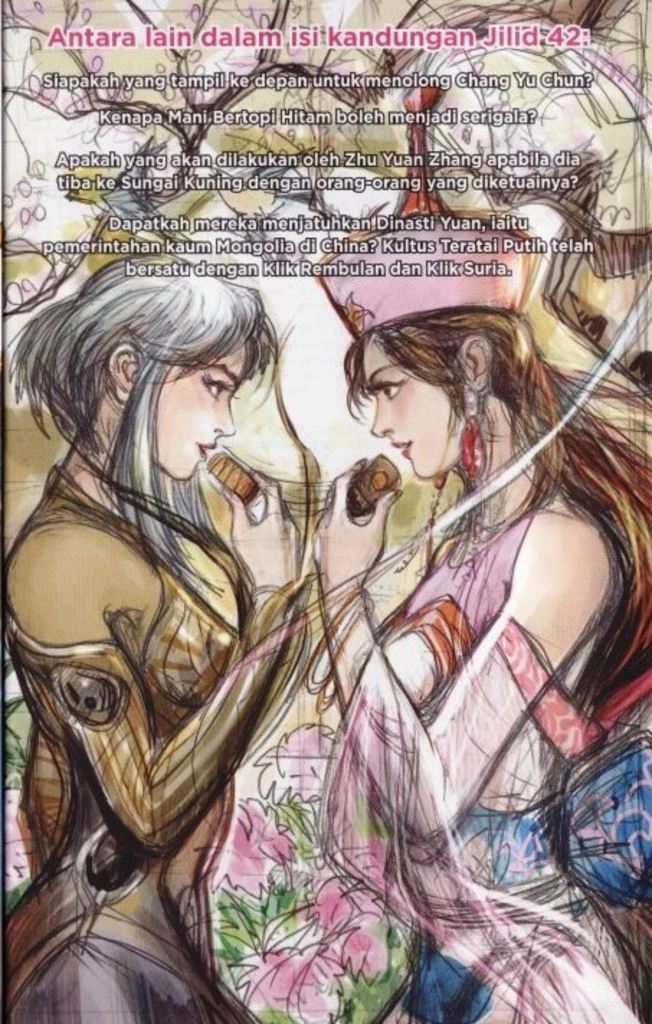 Antara lain dalam isi kandungan Jilid 42:
Siapakah yang tampil ke depan untuk menolong Chang Yu Chun?
Kenapa Mani Bertopi Hitam boleh menjadi serigala?
Apakah yang akan dilakukan oleh Zhu Yuan Zhang apabila dia
tiba ke Sungai Kuning dengan orang-orang yang diketuainya?
Dapatkah mereka menjatuhkan Dinasti Yuan, iaitu
pemerintahan kaum Mongolia di China? Kultus Teratai Putih telah
bersatu dengan Klik Rembulan dan Klik Suria.